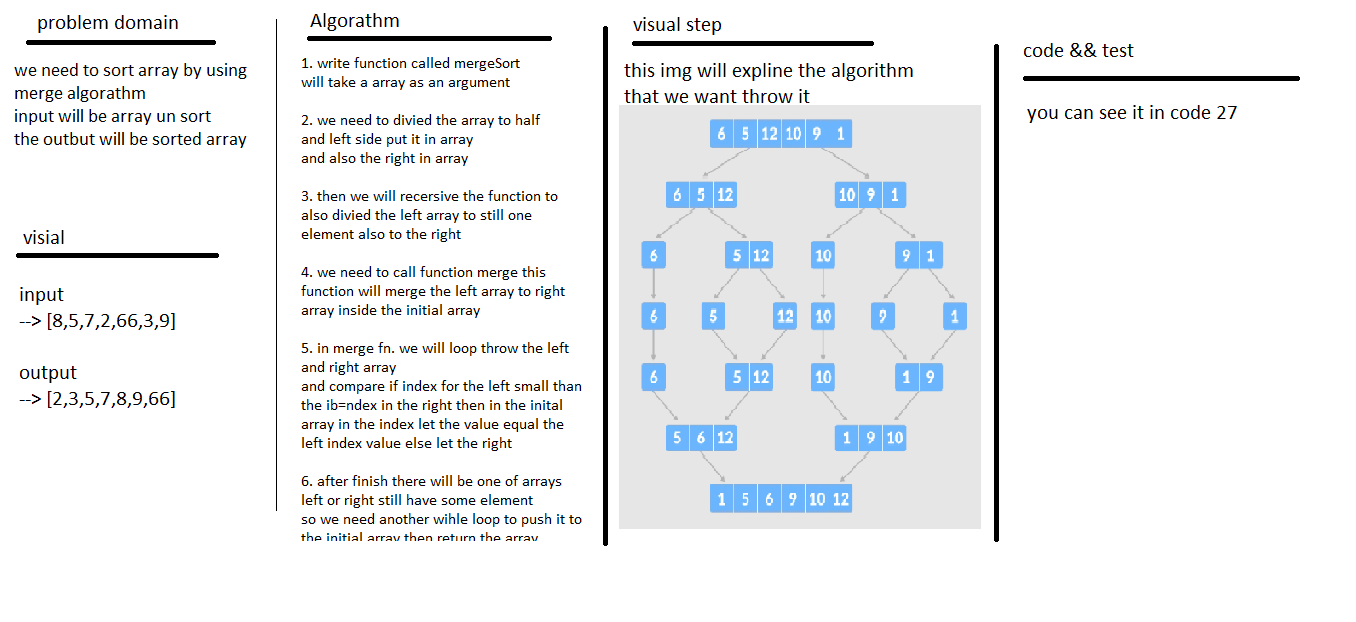 problem domain
we need to sort array by using
merge algorathm
input will be array un sort
the outbut will be sorted array
visial
input
--> [8,5,7,2,66,3,9]
output
--> [2,3,5,7,8,9,66]
Algorathm
1. write function called mergeSort
will take a array as an argument
2. we need to divied the array to half
and left side put it in array
and also the right in array
3. then we will recersive the function to
also divied the left array to still one
element also to the right
4. we need to call function merge this
function will merge the left array to right
array inside the initial array
5. in merge fn. we will loop throw the left
and right array
and compare if index for the left small than
the ib=ndex in the right then in the inital
array in the index let the value equal the
left index value else let the right
6. after finish there will be one of arrays
left or right still have some element
so we need another wihle loop to push it to
the initial array then return the array
visual step
this img will expline the algorithm
that we want throw it
6 5 12 10 9 1
6 5 12 10 9 1
6 5 12 10 9 1
6 5 12 10 9 1
6 5 12 10 1 9
5 6 12 1 9 10
1 5 6 9 10 12
code && test
you can see it in code 27